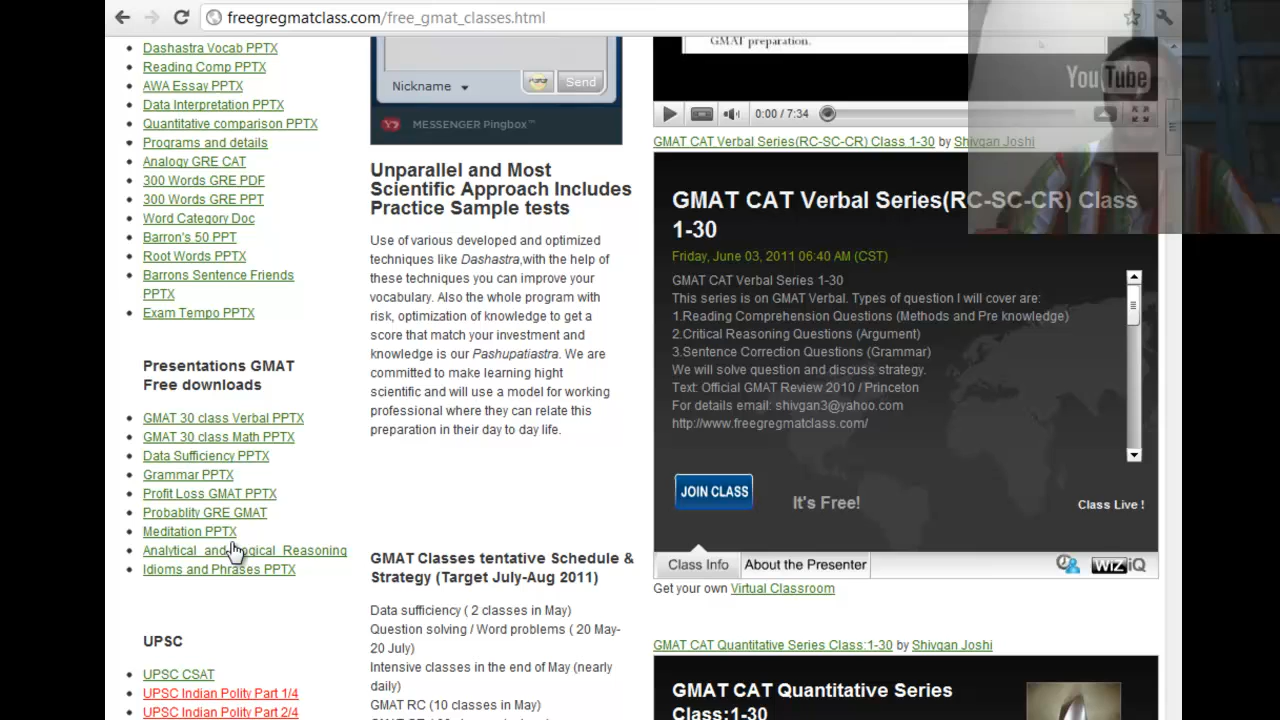 freegregmatclass.com/free_gmat_classes.html
Dashastra Vocab PPTX
Reading Comp PPTX
AWA Essay PPTX
Data Interpretation PPTX
Quantitative comparison PPTX
Programs and details
Analogy GRE CAT
300 Words GRE PDF
300 Words GRE PPT
Word Category Doc
Barron's 50 PPT
Root Words PPTX
Barrons Sentence Friends
PPTX
Exam Tempo PPTX
Presentations GMAT
Free downloads
GMAT 30 class Verbal PPTX
GMAT 30 class Math PPTX
Data Sufficiency PPTX
Grammar PPTX
Profit Loss GMAT PPTX
Probablity GRE GMAT
Meditation PPTX
Analytical and logical Reasoning
Idioms and Phrases PPTX
UPSC
UPSC CSAT
UPSC Indian Polity Part 1/4
UPSC Indian Polity Part 2/4
Nickname
Send
MESSENGER Pingbox™
Unparallel and Most
Scientific Approach Includes
Practice Sample tests
Use of various developed and optimized
techniques like Dashastra,with the help of
these techniques you can improve your
vocabulary. Also the whole program with
risk, optimization of knowledge to get a
score that match your investment and
knowledge is our Pashupatiastra. We are
committed to make learning hight
scientific and will use a model for working
professional where they can relate this
preparation in their day to day life.
GMAT Classes tentative Schedule &
Strategy (Target July-Aug 2011)
Data sufficiency ( 2 classes in May)
Question solving / Word problems ( 20 May-
20 July)
Intensive classes in the end of May (nearly
daily)
GMAT RC (10 classes in May)
GMAT preparation.
YouTube
0:00 / 7:34
GMAT CAT Verbal Series(RC-SC-CR) Class 1-30 by Shivgan Joshi
GMAT CAT Verbal Series(RC-SC-CR) Class
1-30
Friday, June 03, 2011 06:40 AM (CST)
GMAT CAT Verbal Series 1-30
This series is on GMAT Verbal. Types of question I will cover are:
1.Reading Comprehension Questions (Methods and Pre knowledge)
2.Critical Reasoning Questions (Argument)
3.Sentence Correction Questions (Grammar)
We will solve question and discuss strategy.
Text: Official GMAT Review 2010 / Princeton
For details email: shivgan3@yahoo.com
http://www.freegregmatclass.com/
JOIN CLASS
It's Free!
Class Live !
Class Info
About the Presenter
WiZiQ
Get your own Virtual Classroom
GMAT CAT Quantitative Series Class:1-30 by Shivgan Joshi
GMAT CAT Quantitative Series
Class:1-30